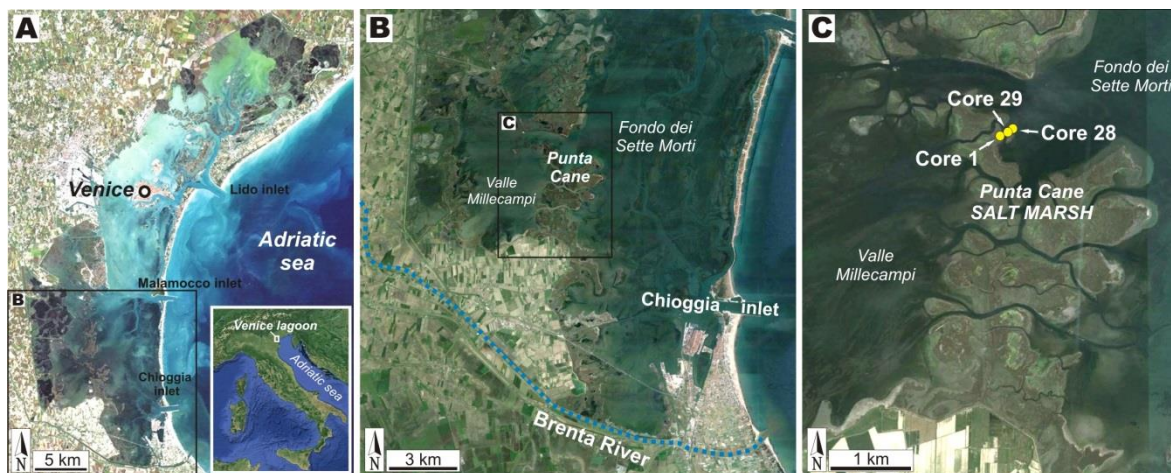 A
Venice
Lido inlet
Adriatic
sea
Malamocco inlet
B
Chioggia
inlet
Venice lagoon
Adriatic
sea
N
5 km
B
C
Fondo dei
Sette Morti
Punta
Cane
Valle
Millecampi
Chioggia inlet
Brenta River
N
3 km
C
Fondo dei
Sette Morti
Core 29
Core 28
Core 1
Punta Cane
SALT MARSH
Valle
Millecampi
N
1 km